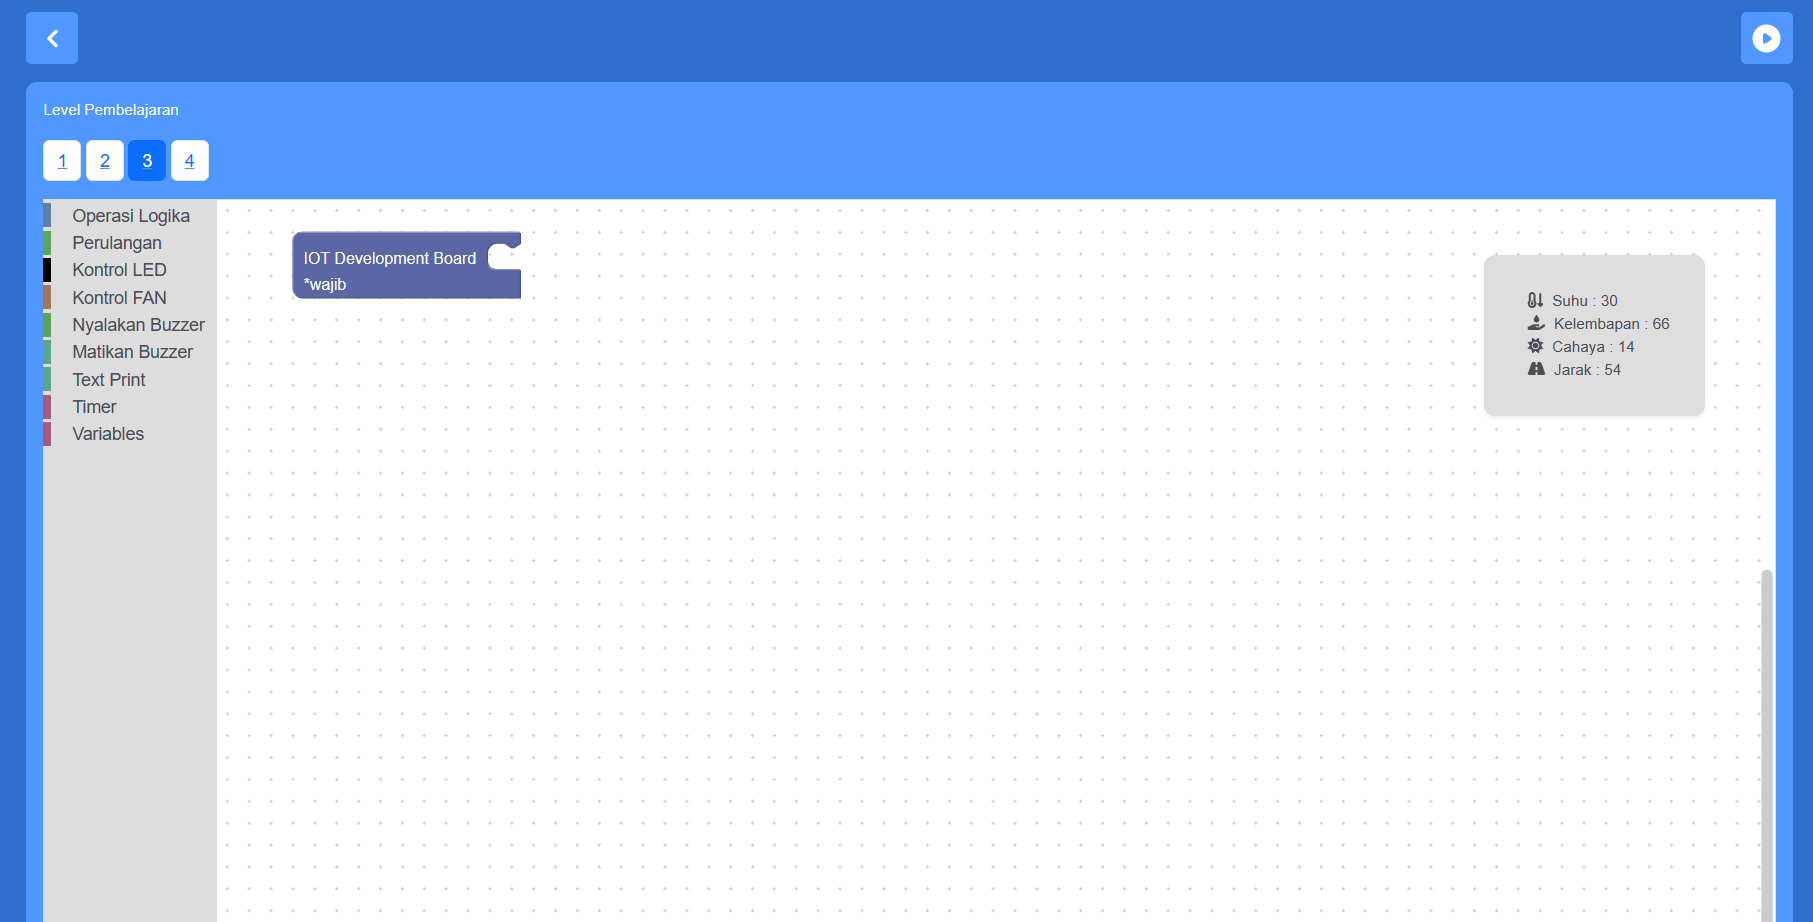 Level Pembelajaran
1 2 3 4
Operasi Logika
Perulangan
Kontrol LED
Kontrol FAN
Nyalakan Buzzer
Matikan Buzzer
Text Print
Timer
Variables
IOT Development Board
*wajib
Suhu : 30
Kelembapan : 66
Cahaya : 14
Jarak : 54